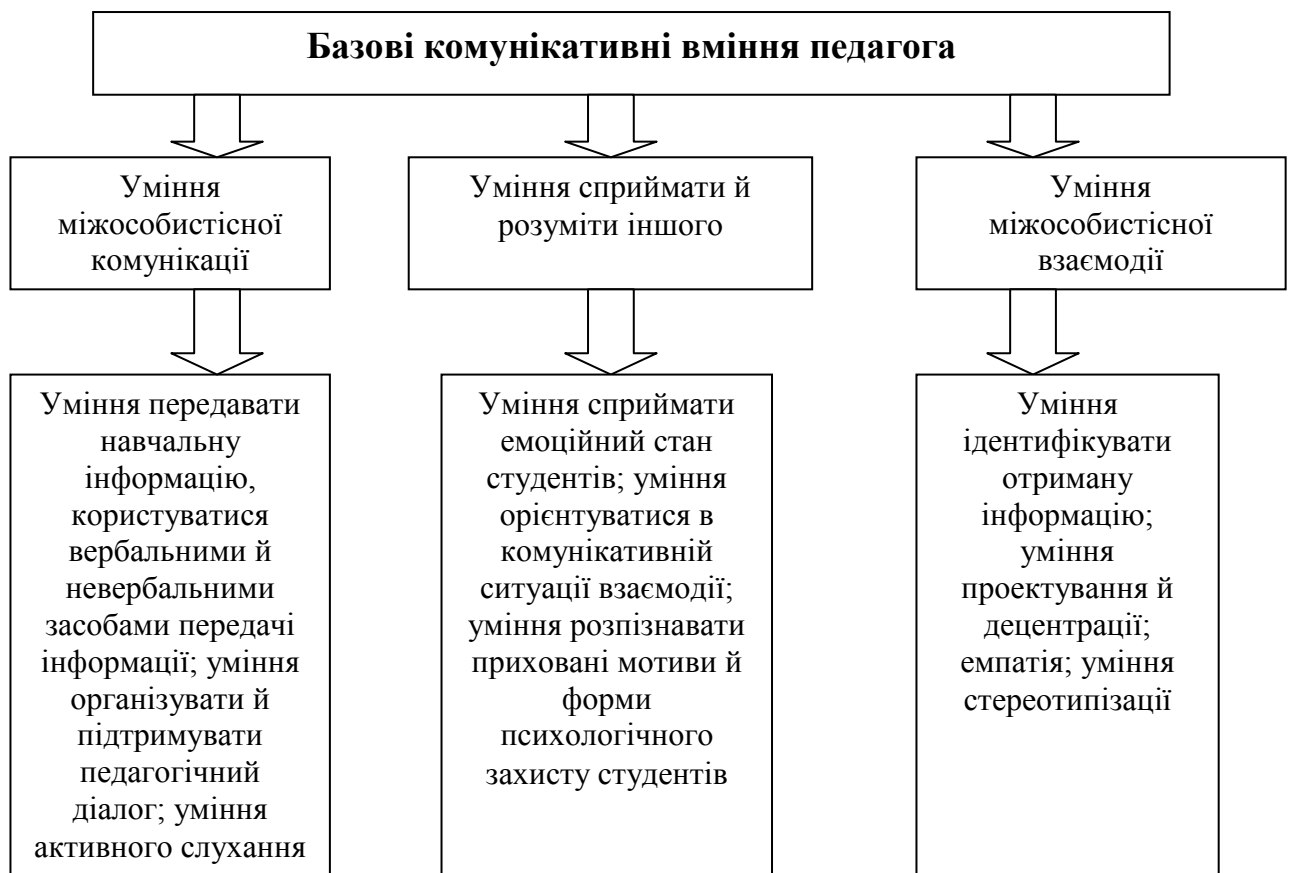 Базові комунікативні вміння педагога
Уміння
міжособистісної
комунікації
Уміння сприймати й
розуміти іншого
Уміння
міжособистісної
взаємодії
Уміння передавати
навчальну
інформацію,
користуватися
вербальними й
невербальними
засобами передачі
інформації; уміння
організувати й
підтримувати
педагогічний
діалог; уміння
активного слухання
Уміння сприймати
емоційний стан
студентів; уміння
орієнтуватися в
комунікативній
ситуації взаємодії;
уміння розпізнавати
приховані мотиви й
форми
психологічного
захисту студентів
Уміння
ідентифікувати
отриману
інформацію;
уміння
проектування й
децентрації;
емпатія; уміння
стереотипізації